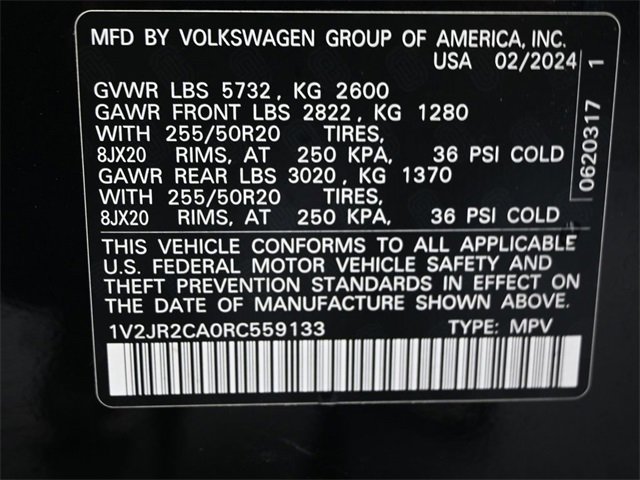 MFD BY VOLKSWAGEN GROUP OF AMERICA, INC.
USA 02/2024
GVWR LBS 5732, KG 2600
GAWR FRONT LBS 2822, KG 1280
WITH 255/50R20 TIRES,
8JX20 RIMS, AT 250 KPA, 36 PSI COLD
GAWR REAR LBS 3020, KG 1370
WITH 255/50R20 TIRES,
8JX20 RIMS, AT 250 KPA, 36 PSI COLD
THIS VEHICLE CONFORMS TO ALL APPLICABLE
U.S. FEDERAL MOTOR VEHICLE SAFETY AND
THEFT PREVENTION STANDARDS IN EFFECT ON
THE DATE OF MANUFACTURE SHOWN ABOVE
1V2JR2CA0RC559133 TYPE: MPV
0620317 1